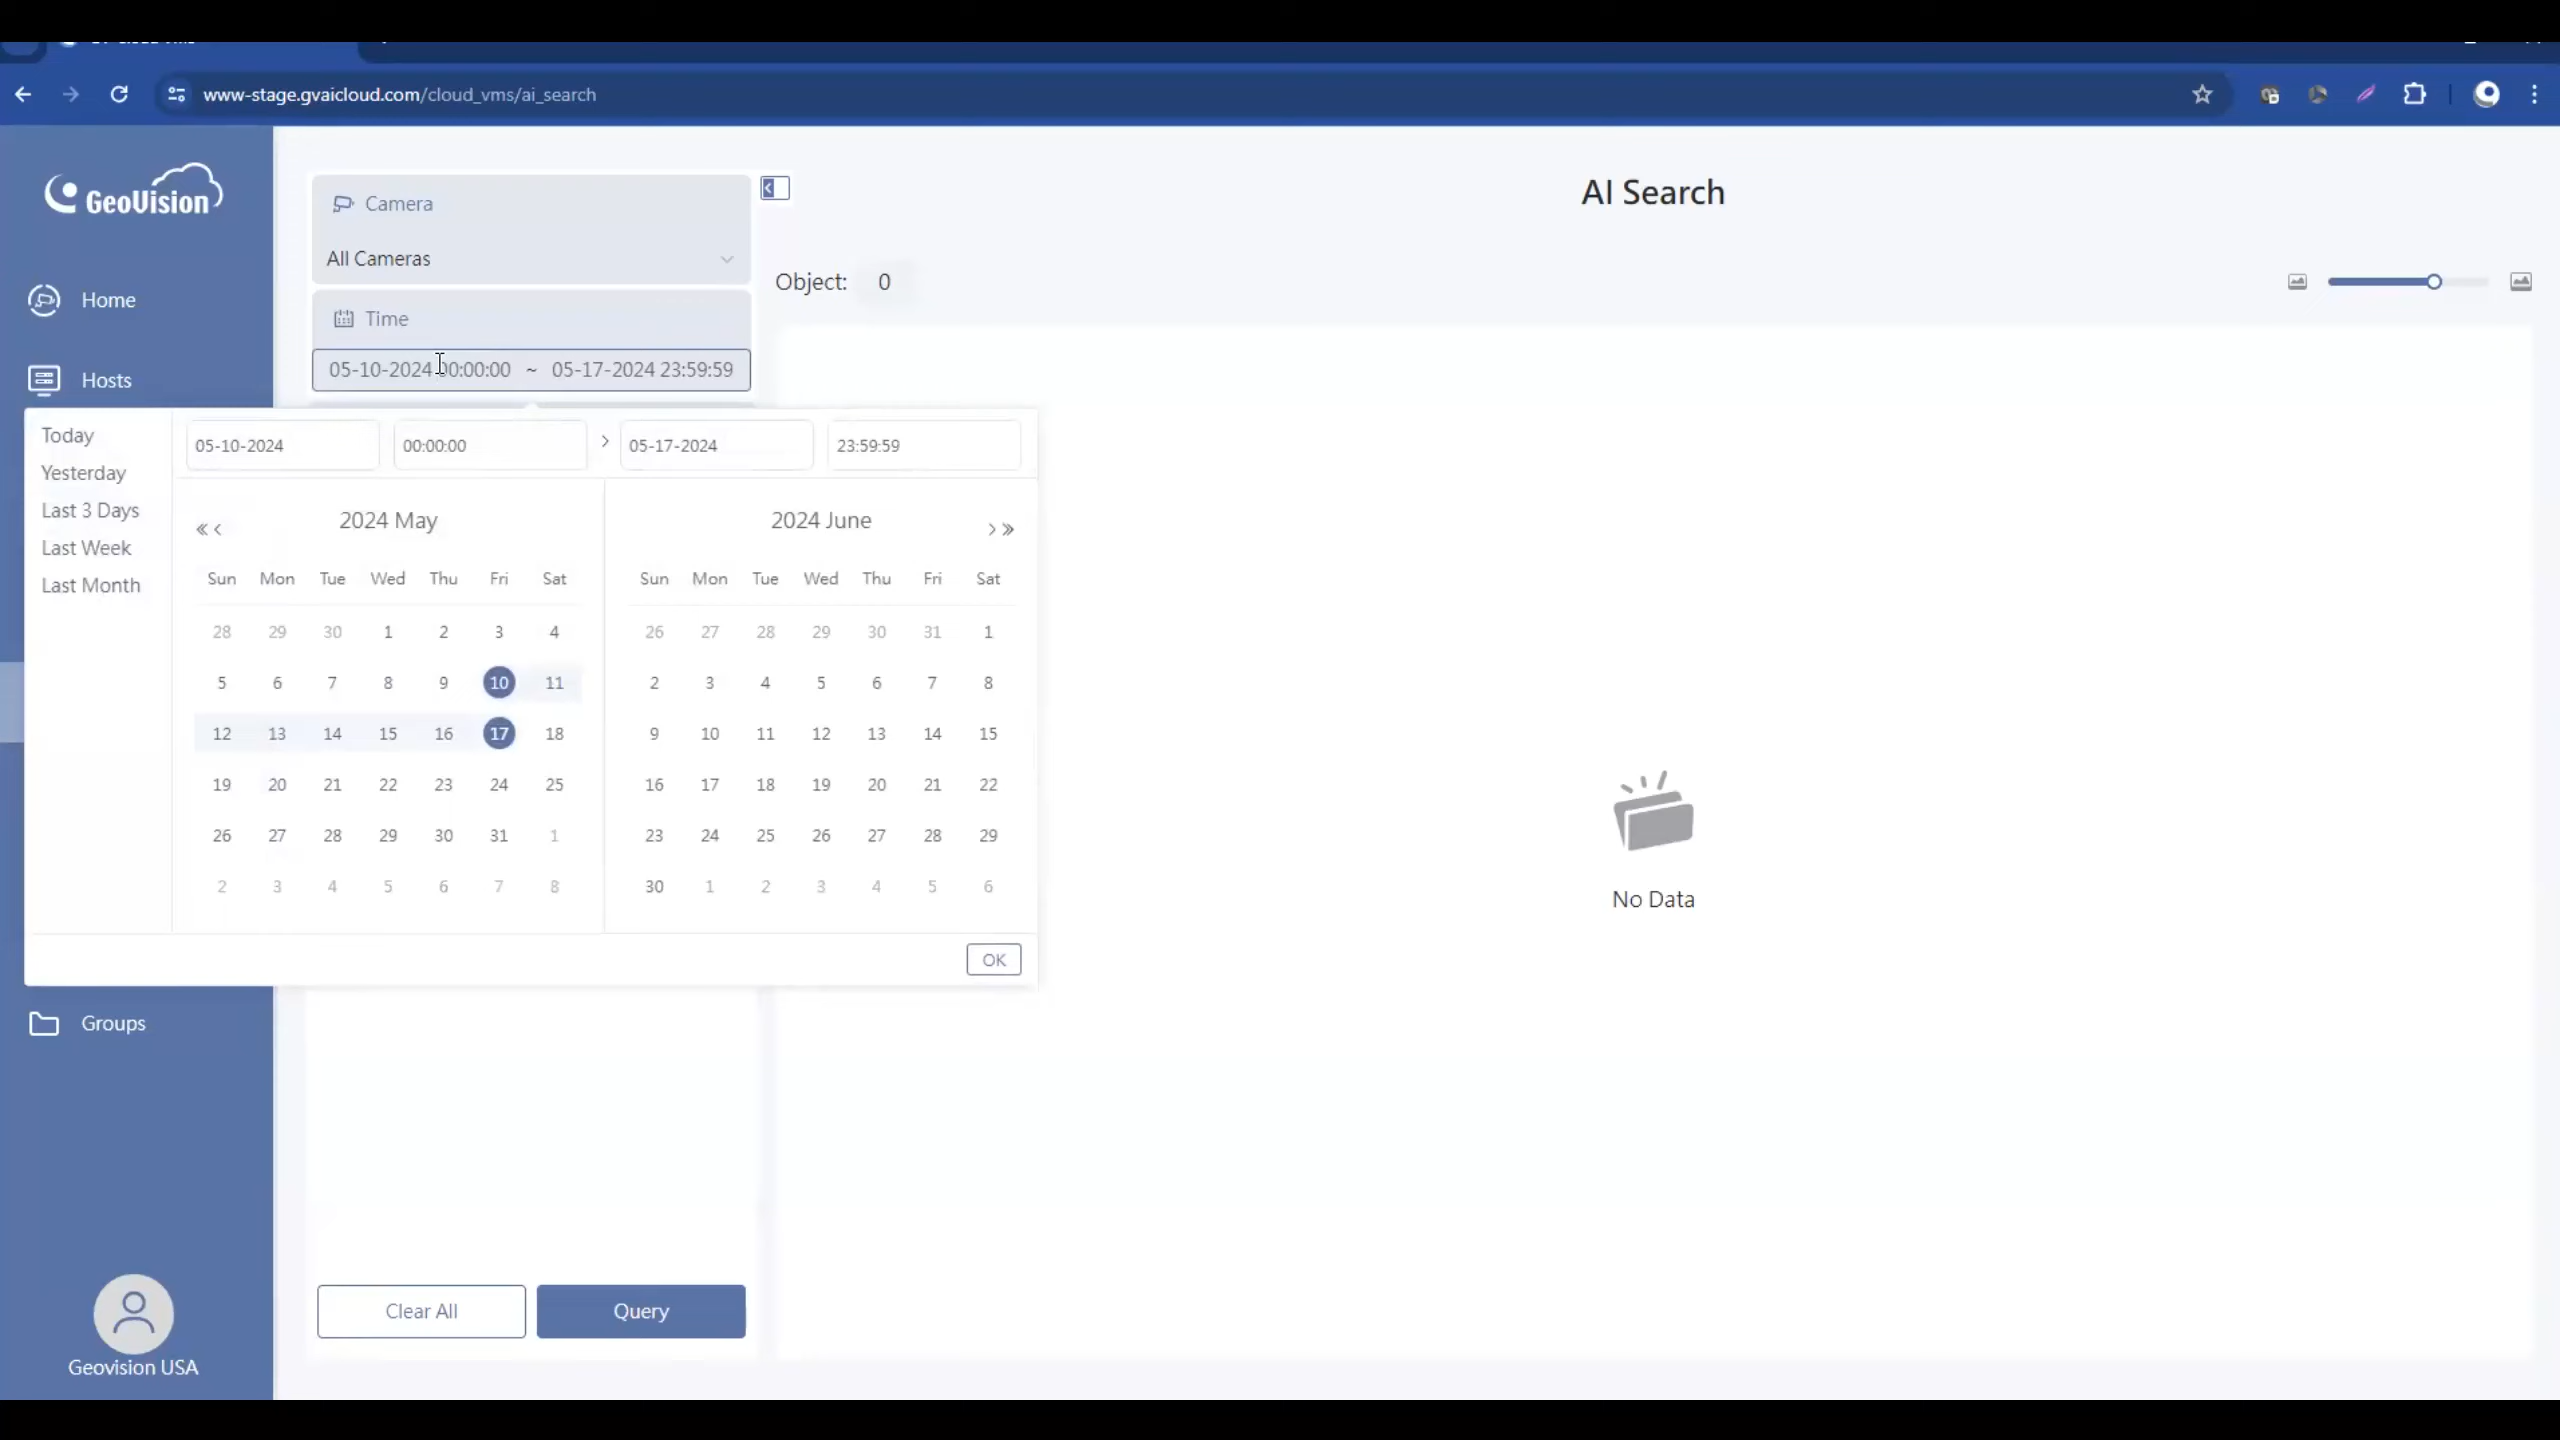 www-stage.gvaicloud.com/cloud_vms/ai_search
GeoVision
Home
Hosts
Groups
Geovision USA
Camera
All Cameras
Time
05-10-2024 00:00:00 ~ 05-17-2024 23:59:59
Today
Yesterday
Last 3 Days
Last Week
Last Month
05-10-2024 00:00:00 > 05-17-2024 23:59:59
« ‹ 2024 May
Sun Mon Tue Wed Thu Fri Sat
28 29 30 1 2 3 4
5 6 7 8 9 10 11
12 13 14 15 16 17 18
19 20 21 22 23 24 25
26 27 28 29 30 31 1
2 3 4 5 6 7 8
2024 June › »
Sun Mon Tue Wed Thu Fri Sat
26 27 28 29 30 31 1
2 3 4 5 6 7 8
9 10 11 12 13 14 15
16 17 18 19 20 21 22
23 24 25 26 27 28 29
30 1 2 3 4 5 6
OK
Clear All
Query
AI Search
Object: 0
No Data